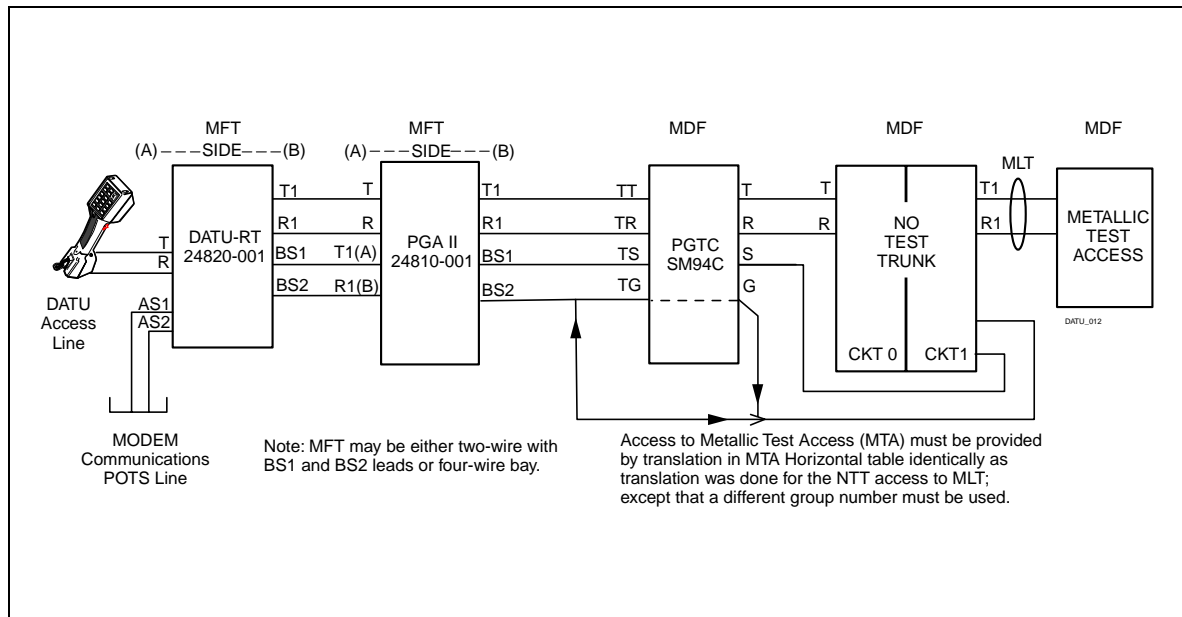 MFT
(A) ----SIDE----(B)
MFT
(A) ----SIDE----(B)
MDF
MDF
MDF
MLT
T
R
AS1
AS2
DATU-RT
24820-001
T1
R1
BS1
BS2
T
R
T1(A)
R1(B)
PGA II
24810-001
T1
R1
BS1
BS2
TT
TR
TS
TG
PGTC
SM94C
T
R
S
G
T
R
NO
TEST
TRUNK
CKT 0
CKT1
T1
R1
METALLIC
TEST
ACCESS
DATU_012
DATU
Access
Line
MODEM
Communications
POTS Line
Note: MFT may be either two-wire with
BS1 and BS2 leads or four-wire bay.
Access to Metallic Test Access (MTA) must be provided
by translation in MTA Horizontal table identically as
translation was done for the NTT access to MLT;
except that a different group number must be used.